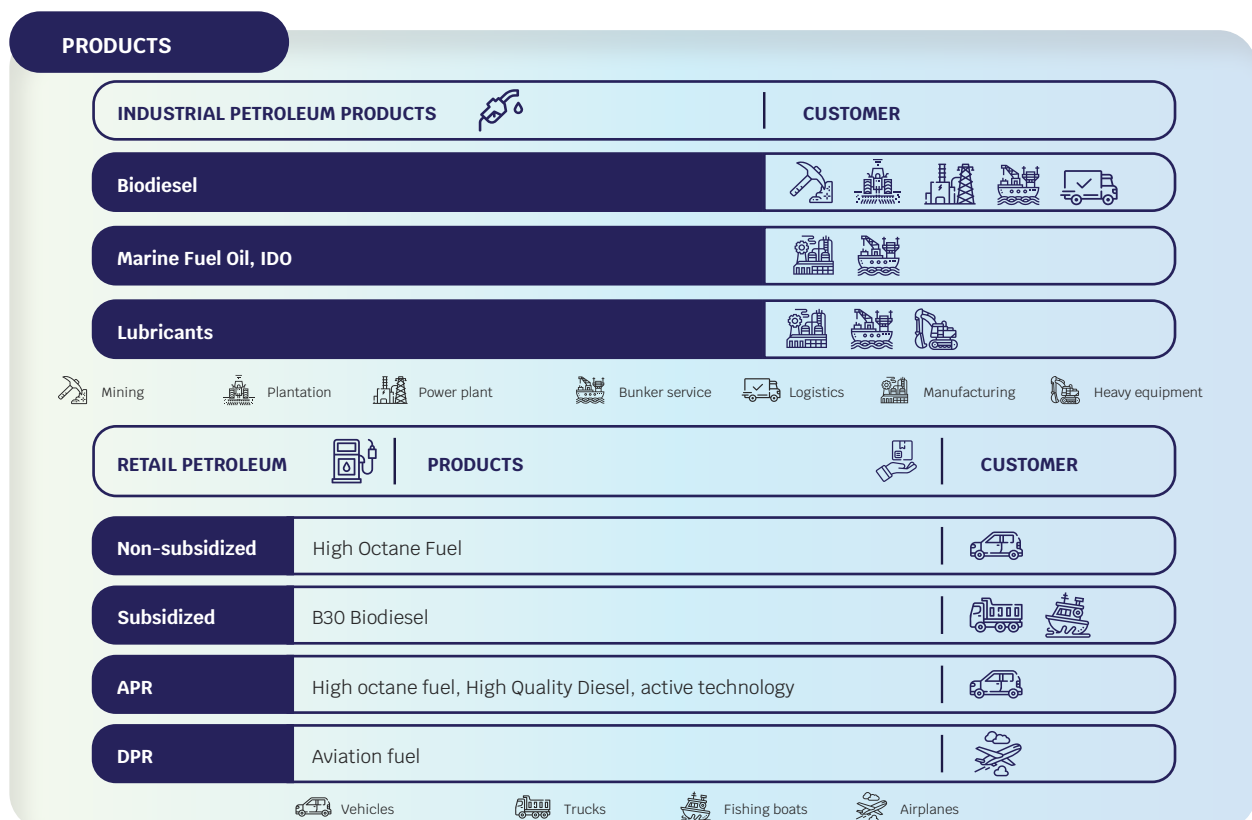 PRODUCTS
INDUSTRIAL PETROLEUM PRODUCTS CUSTOMER
Biodiesel
Marine Fuel Oil, IDO
Lubricants
Mining Plantation Power plant Bunker service Logistics Manufacturing Heavy equipment
RETAIL PETROLEUM PRODUCTS CUSTOMER
Non-subsidized High Octane Fuel
Subsidized B30 Biodiesel
APR High octane fuel, High Quality Diesel, active technology
DPR Aviation fuel
Vehicles Trucks Fishing boats Airplanes